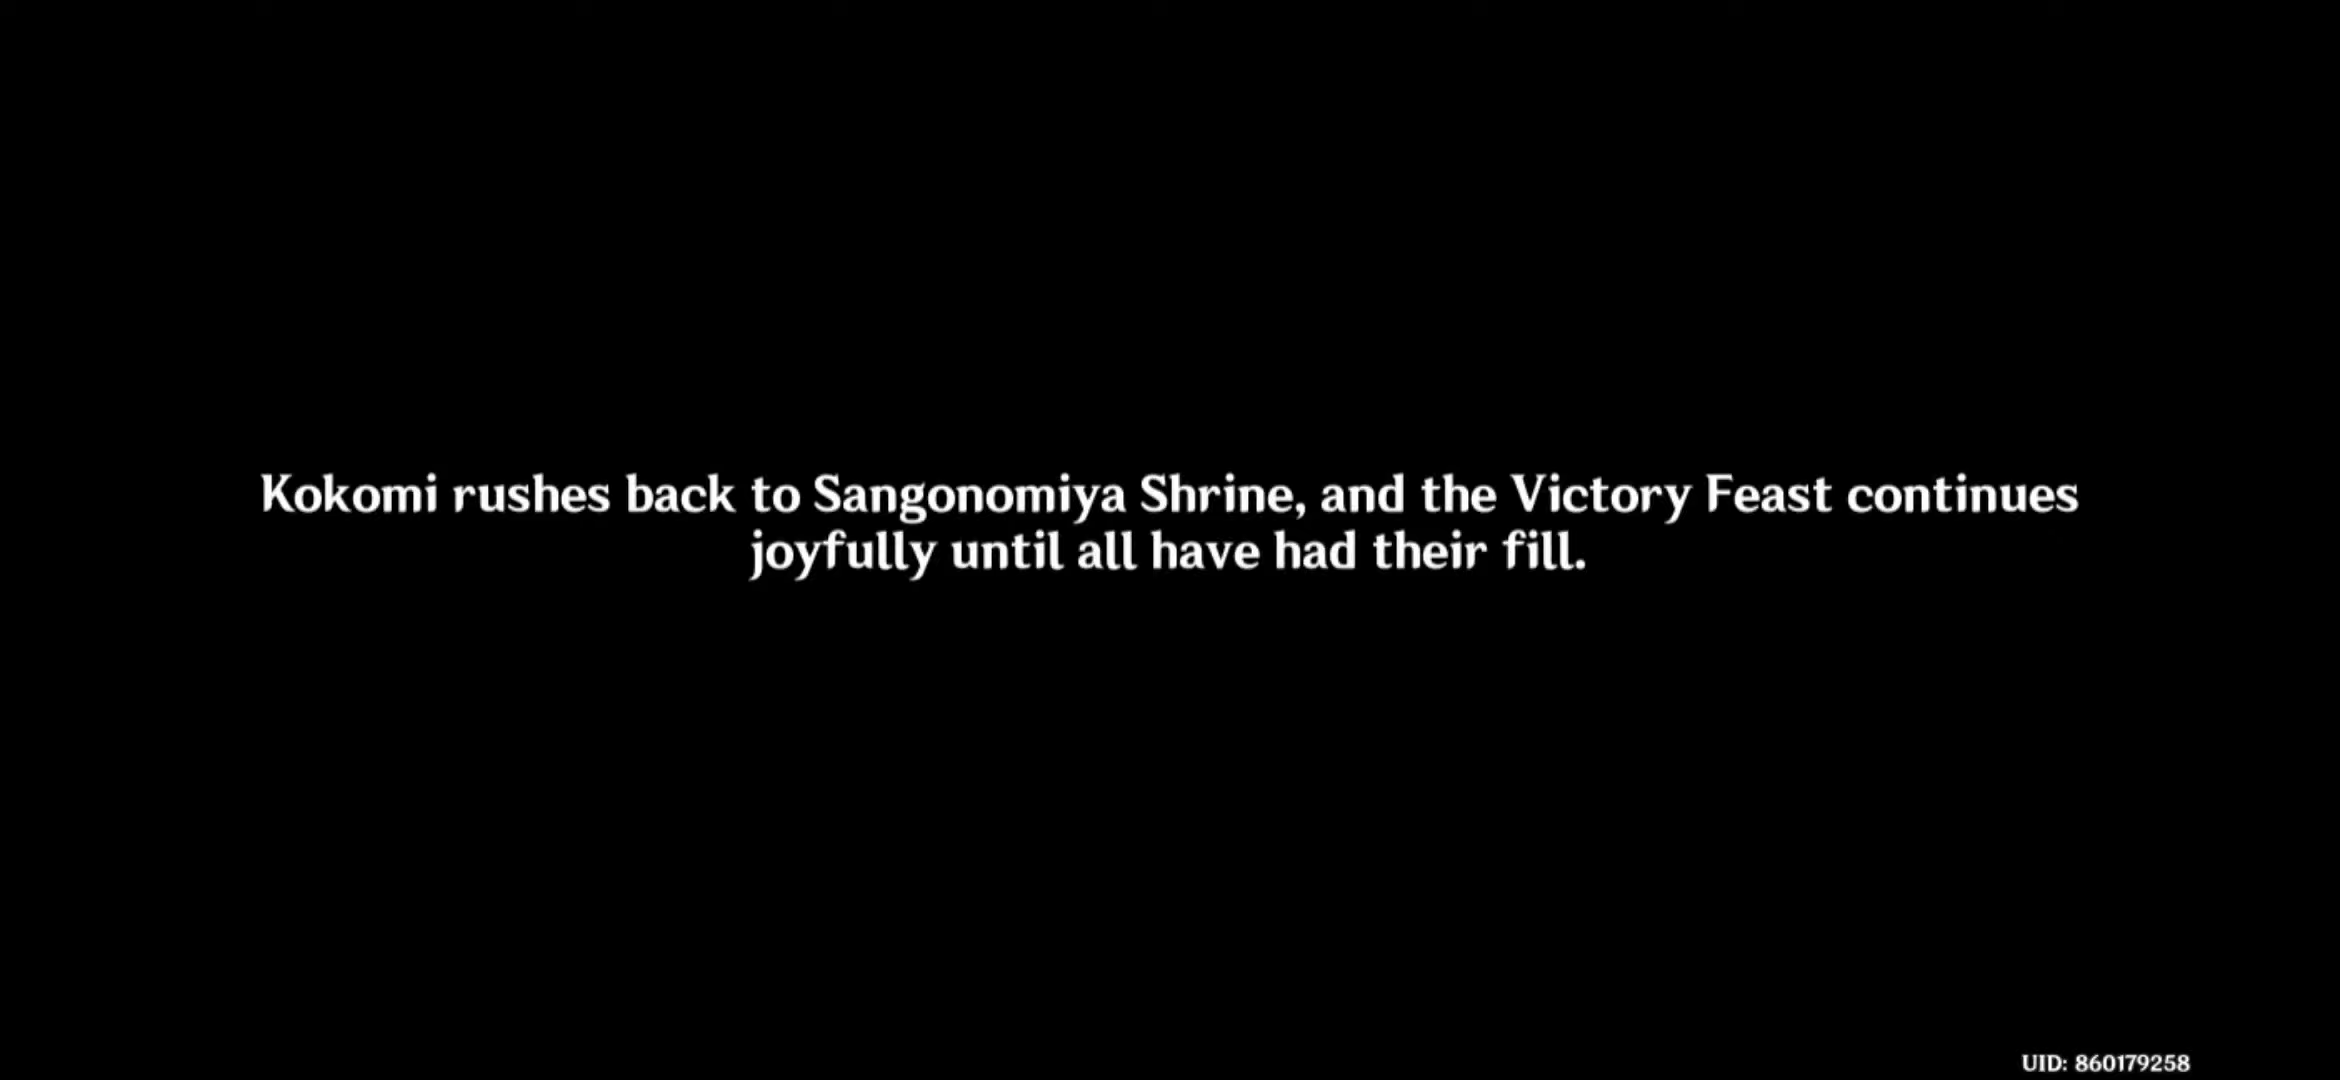 Kokomi rushes back to Sangonomiya Shrine, and the Victory Feast continues
joyfully until all have had their fill.
UID: 860179258